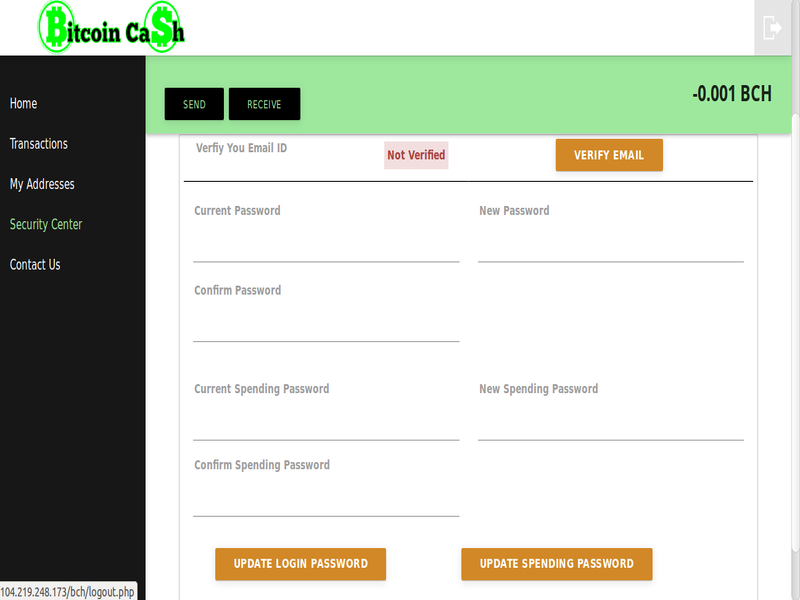 Bitcoin Ca$h
-0.001 BCH
SEND
RECEIVE
Home
Transactions
My Addresses
Security Center
Contact Us
Verfiy You Email ID
Not Verified
VERIFY EMAIL
Current Password
New Password
Confirm Password
Current Spending Password
New Spending Password
Confirm Spending Password
UPDATE LOGIN PASSWORD
UPDATE SPENDING PASSWORD
104.219.248.173/bch/logout.php